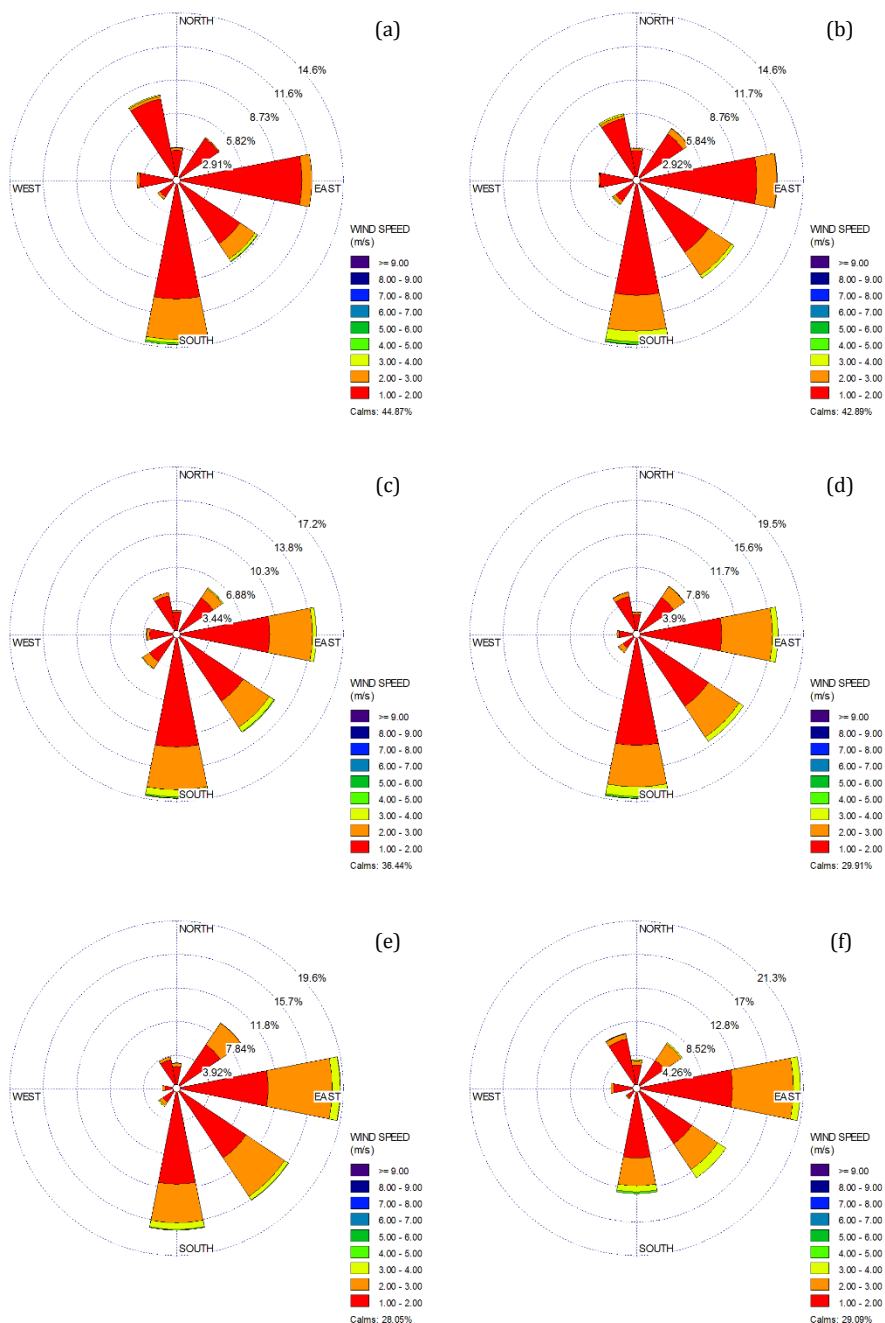 NORTH
(a)
14.6%
11.6%
8.73%
5.82%
2.91%
WEST
EAST
SOUTH
WIND SPEED
(m/s)
>= 9.00
8.00 - 9.00
7.00 - 8.00
6.00 - 7.00
5.00 - 6.00
4.00 - 5.00
3.00 - 4.00
2.00 - 3.00
1.00 - 2.00
Calms: 44.87%
NORTH
(b)
14.6%
11.7%
8.76%
5.84%
2.92%
WEST
EAST
SOUTH
WIND SPEED
(m/s)
>= 9.00
8.00 - 9.00
7.00 - 8.00
6.00 - 7.00
5.00 - 6.00
4.00 - 5.00
3.00 - 4.00
2.00 - 3.00
1.00 - 2.00
Calms: 42.89%
NORTH
(c)
17.2%
13.8%
10.3%
6.88%
3.44%
WEST
EAST
SOUTH
WIND SPEED
(m/s)
>= 9.00
8.00 - 9.00
7.00 - 8.00
6.00 - 7.00
5.00 - 6.00
4.00 - 5.00
3.00 - 4.00
2.00 - 3.00
1.00 - 2.00
Calms: 36.44%
NORTH
(d)
19.5%
15.6%
11.7%
7.8%
3.9%
WEST
EAST
SOUTH
WIND SPEED
(m/s)
>= 9.00
8.00 - 9.00
7.00 - 8.00
6.00 - 7.00
5.00 - 6.00
4.00 - 5.00
3.00 - 4.00
2.00 - 3.00
1.00 - 2.00
Calms: 29.91%
NORTH
(e)
19.6%
15.7%
11.8%
7.84%
3.92%
WEST
EAST
SOUTH
WIND SPEED
(m/s)
>= 9.00
8.00 - 9.00
7.00 - 8.00
6.00 - 7.00
5.00 - 6.00
4.00 - 5.00
3.00 - 4.00
2.00 - 3.00
1.00 - 2.00
Calms: 28.05%
NORTH
(f)
21.3%
17%
12.8%
8.52%
4.26%
WEST
EAST
SOUTH
WIND SPEED
(m/s)
>= 9.00
8.00 - 9.00
7.00 - 8.00
6.00 - 7.00
5.00 - 6.00
4.00 - 5.00
3.00 - 4.00
2.00 - 3.00
1.00 - 2.00
Calms: 29.09%